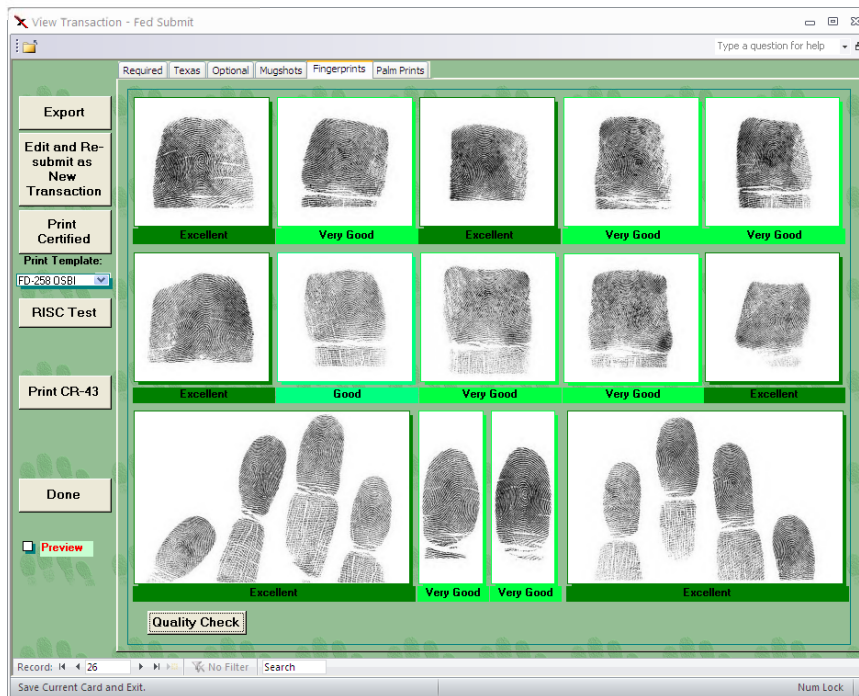 View Transaction - Fed Submit
Type a question for help
Required Texas Optional Mugshots Fingerprints Palm Prints
Export
Edit and Re-
submit as
New
Transaction
Print
Certified
Print Template:
FD-258 OSBI
RISC Test
Print CR-43
Done
Preview
Excellent Very Good Excellent Very Good Very Good
Excellent Good Very Good Very Good Excellent
Excellent Very Good Very Good Excellent
Quality Check
Record: 26 No Filter Search
Save Current Card and Exit. Num Lock